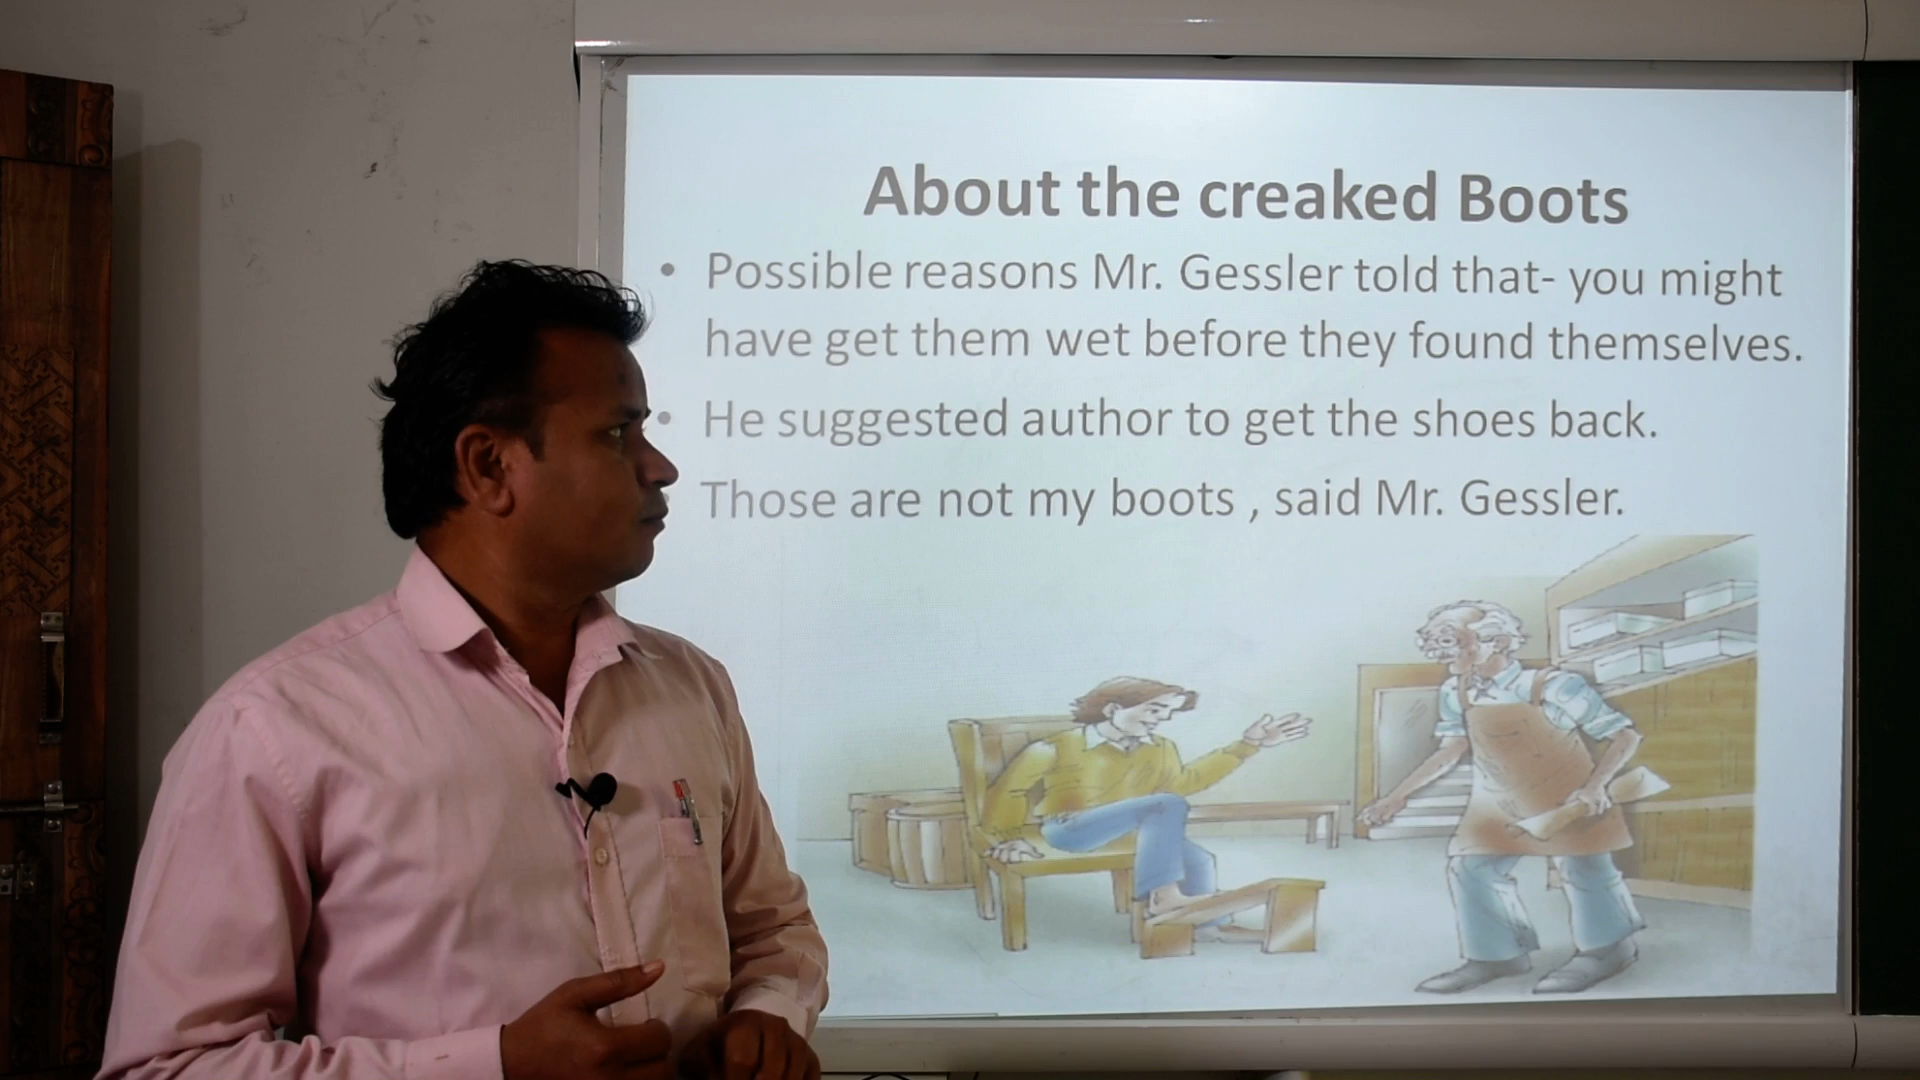 About the creaked Boots
• Possible reasons Mr. Gessler told that- you might
have get them wet before they found themselves.
• He suggested author to get the shoes back.
Those are not my boots , said Mr. Gessler.